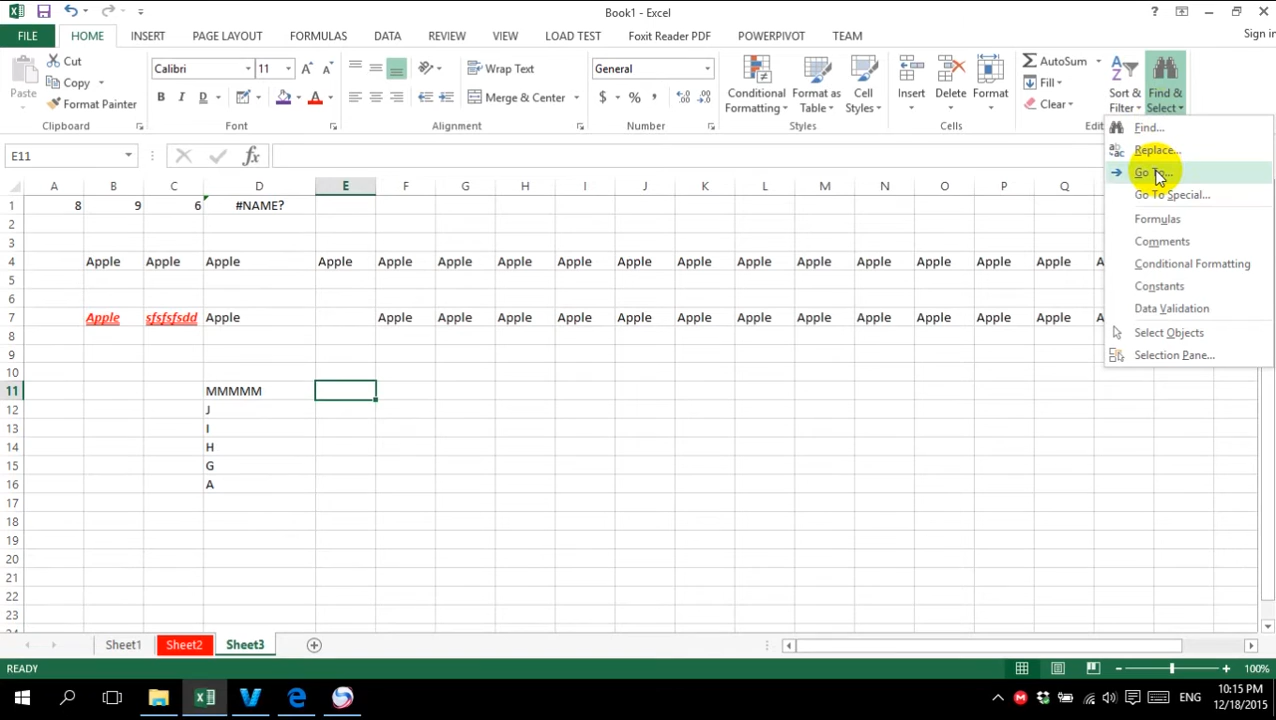 Book1 - Excel
?
FILE HOME INSERT PAGE LAYOUT FORMULAS DATA REVIEW VIEW LOAD TEST Foxit Reader PDF POWERPIVOT TEAM Sign in
Paste
Cut
Copy
Format Painter
Clipboard
Calibri 11
B I D
A A A
Font
Wrap Text
Merge & Center
Alignment
General
$ % ,
Number
Conditional Formatting
Format as Table
Cell Styles
Styles
Insert
Delete
Format
Cells
AutoSum
Fill
Clear
Sort & Filter
Find & Select
Edit
Find...
Replace...
Go To...
Go To Special...
Formulas
Comments
Conditional Formatting
Constants
Data Validation
Select Objects
Selection Pane...
E11
fx
A B C D E F G H I J K L M N O P Q
1 8 9 6 #NAME?
2
3
4 Apple Apple Apple Apple Apple Apple Apple Apple Apple Apple Apple Apple Apple Apple Apple Apple
5
6
7 Apple sfsfsfsdd Apple Apple Apple Apple Apple Apple Apple Apple Apple Apple Apple Apple Apple
8
9
10
11 MMMMM
12 J
13 I
14 H
15 G
16 A
17
18
19
20
21
22
23
Sheet1 Sheet2 Sheet3
READY
100%
ENG
10:15 PM
12/18/2015